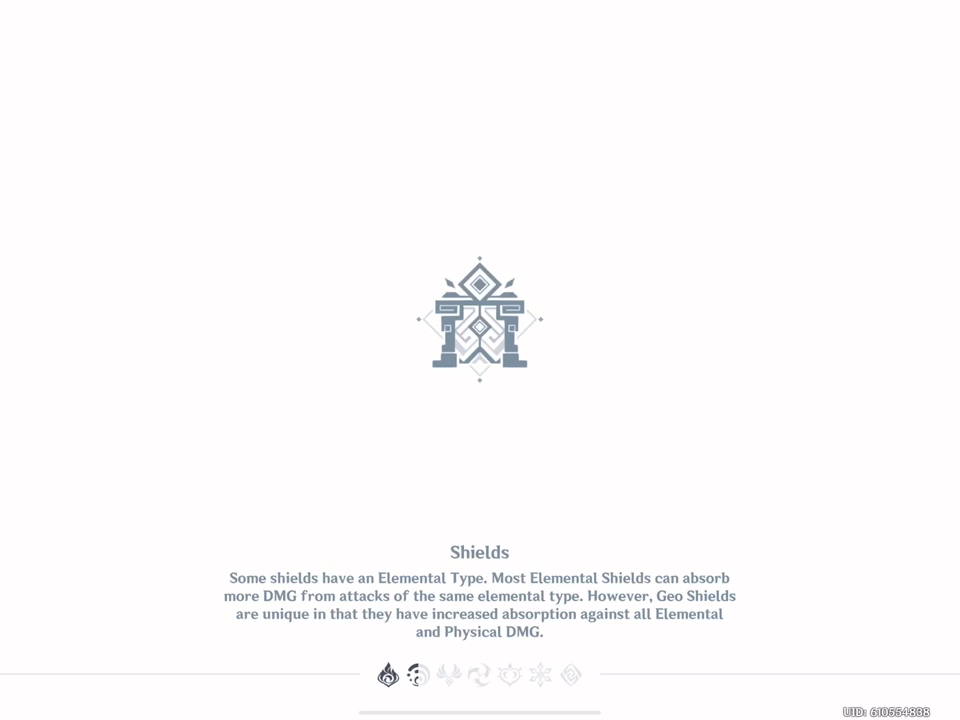 Shields
Some shields have an Elemental Type. Most Elemental Shields can absorb
more DMG from attacks of the same elemental type. However, Geo Shields
are unique in that they have increased absorption against all Elemental
and Physical DMG.
UID: 610554838